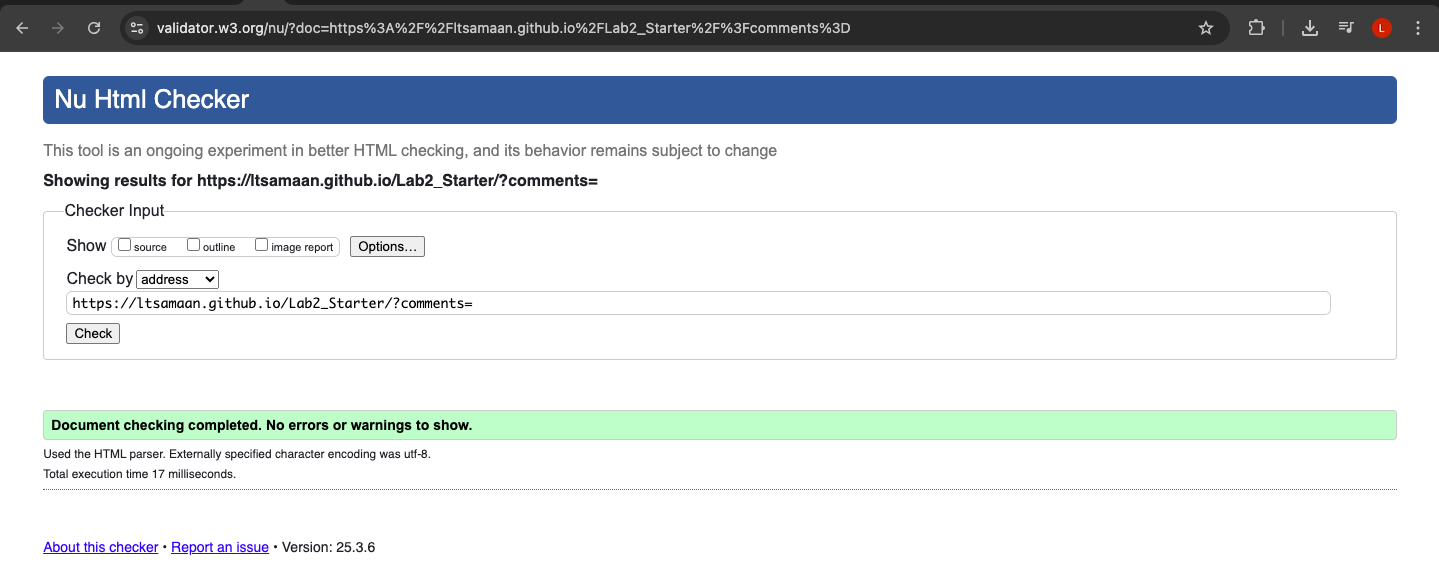 validator.w3.org/nu/?doc=https%3A%2F%2Fltsamaan.github.io%2FLab2_Starter%2F%3Fcomments%3D
L
Nu Html Checker
This tool is an ongoing experiment in better HTML checking, and its behavior remains subject to change
Showing results for https://ltsamaan.github.io/Lab2_Starter/?comments=
Checker Input
Show source outline image report Options...
Check by address
https://ltsamaan.github.io/Lab2_Starter/?comments=
Check
Document checking completed. No errors or warnings to show.
Used the HTML parser. Externally specified character encoding was utf-8.
Total execution time 17 milliseconds.
About this checker • Report an issue • Version: 25.3.6